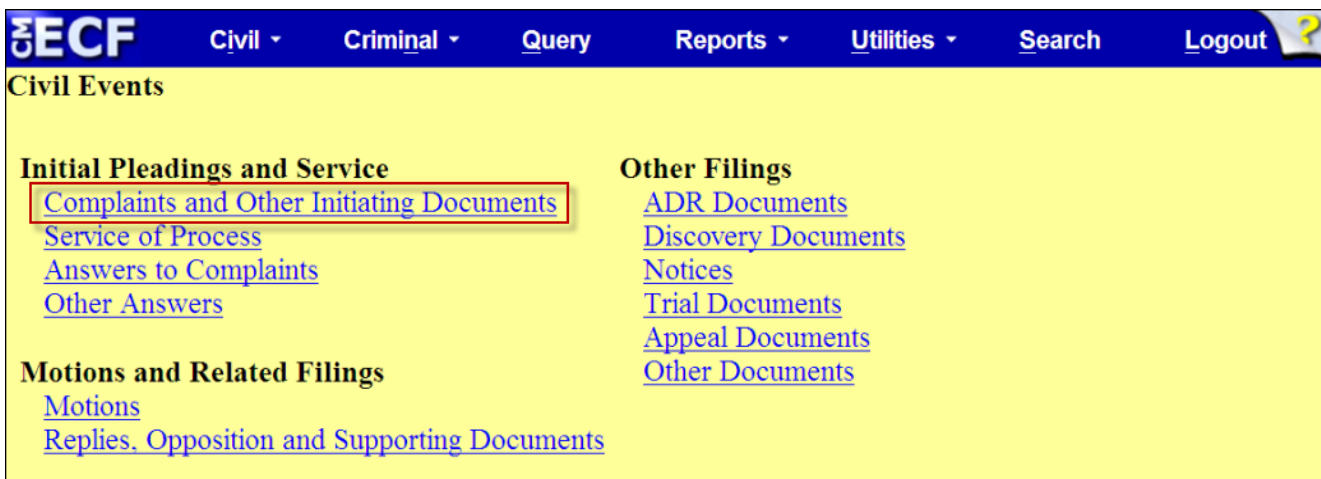 CM ECF Civil Criminal Query Reports Utilities Search Logout ?
Civil Events
Initial Pleadings and Service
Complaints and Other Initiating Documents
Service of Process
Answers to Complaints
Other Answers
Motions and Related Filings
Motions
Replies, Opposition and Supporting Documents
Other Filings
ADR Documents
Discovery Documents
Notices
Trial Documents
Appeal Documents
Other Documents